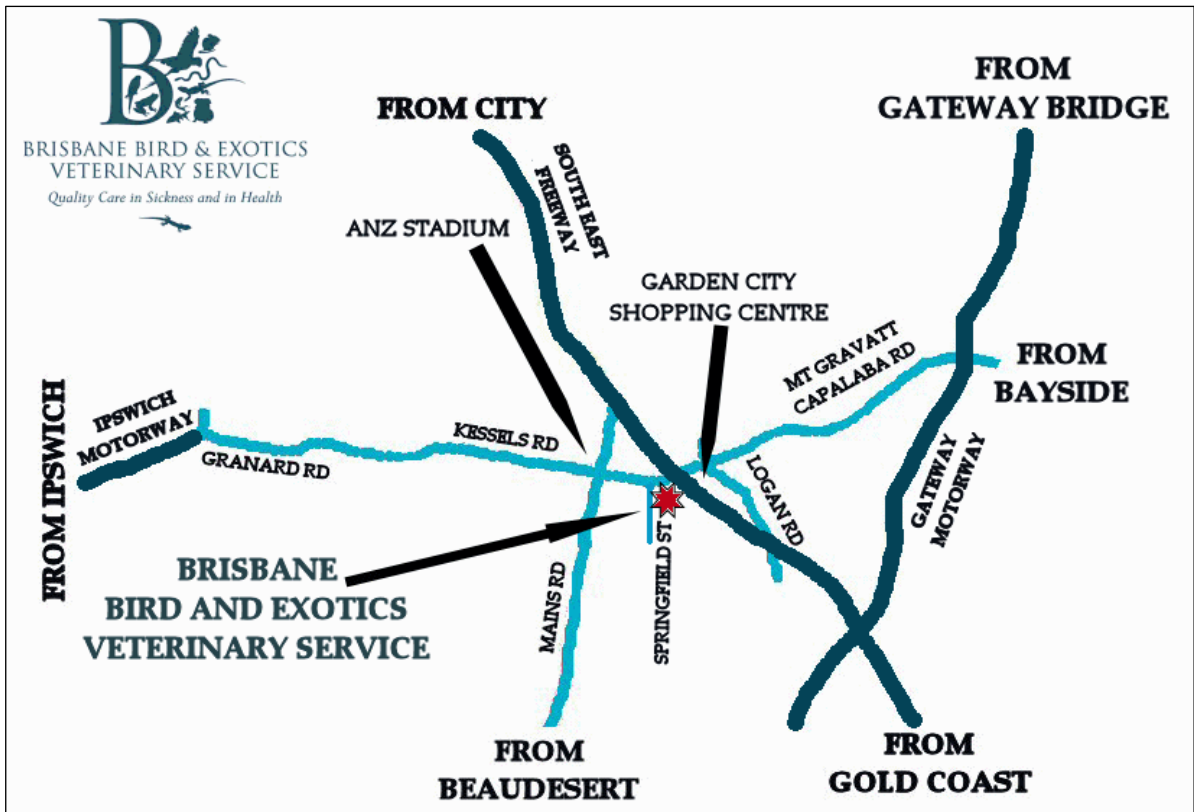 B
BRISBANE BIRD & EXOTICS
VETERINARY SERVICE
Quality Care in Sickness and in Health
FROM CITY
FROM
GATEWAY BRIDGE
SOUTH EAST
FREEWAY
ANZ STADIUM
GARDEN CITY
SHOPPING CENTRE
MT GRAVATT
CAPALABA RD
FROM
BAYSIDE
FROM IPSWICH
IPSWICH
MOTORWAY
GRANARD RD
KESSELS RD
LOGAN RD
GATEWAY
MOTORWAY
BRISBANE
BIRD AND EXOTICS
VETERINARY SERVICE
MAINS RD
SPRINGFIELD ST
FROM
BEAUDESERT
FROM
GOLD COAST